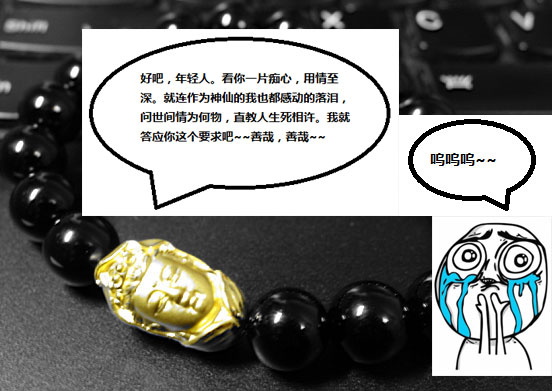 好吧，年轻人。看你一片痴心，用情至
深。就连作为神仙的我也都感动的落泪，
问世间情为何物，直教人生死相许。我就
答应你这个要求吧~~善哉，善哉~~
呜呜呜~~